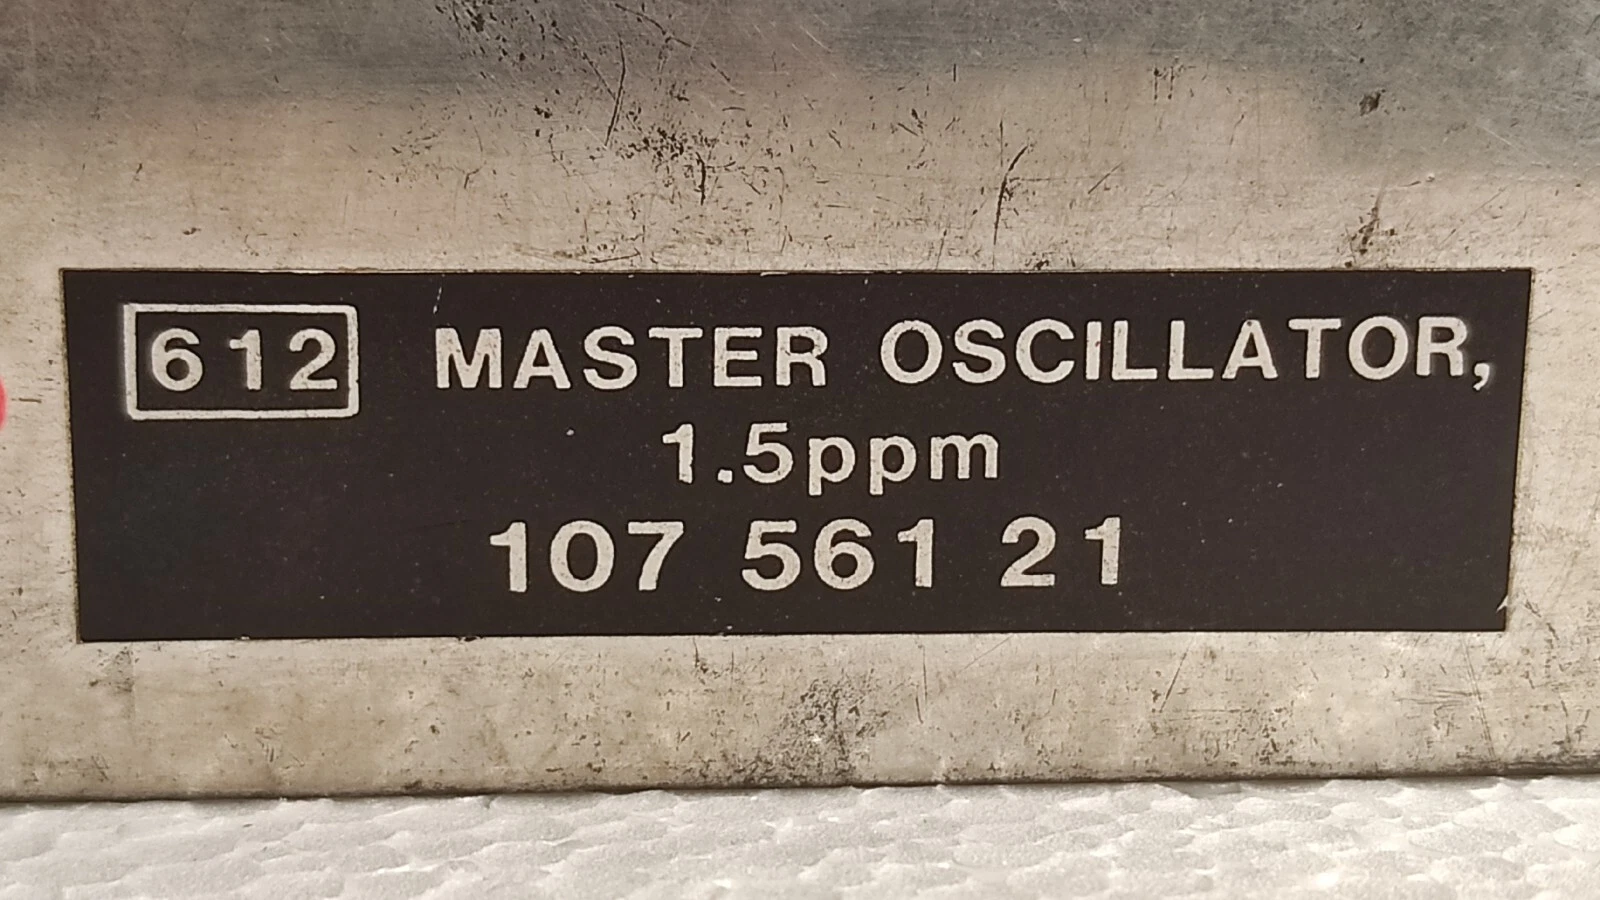 612 MASTER OSCILLATOR,
1.5ppm
107 561 21